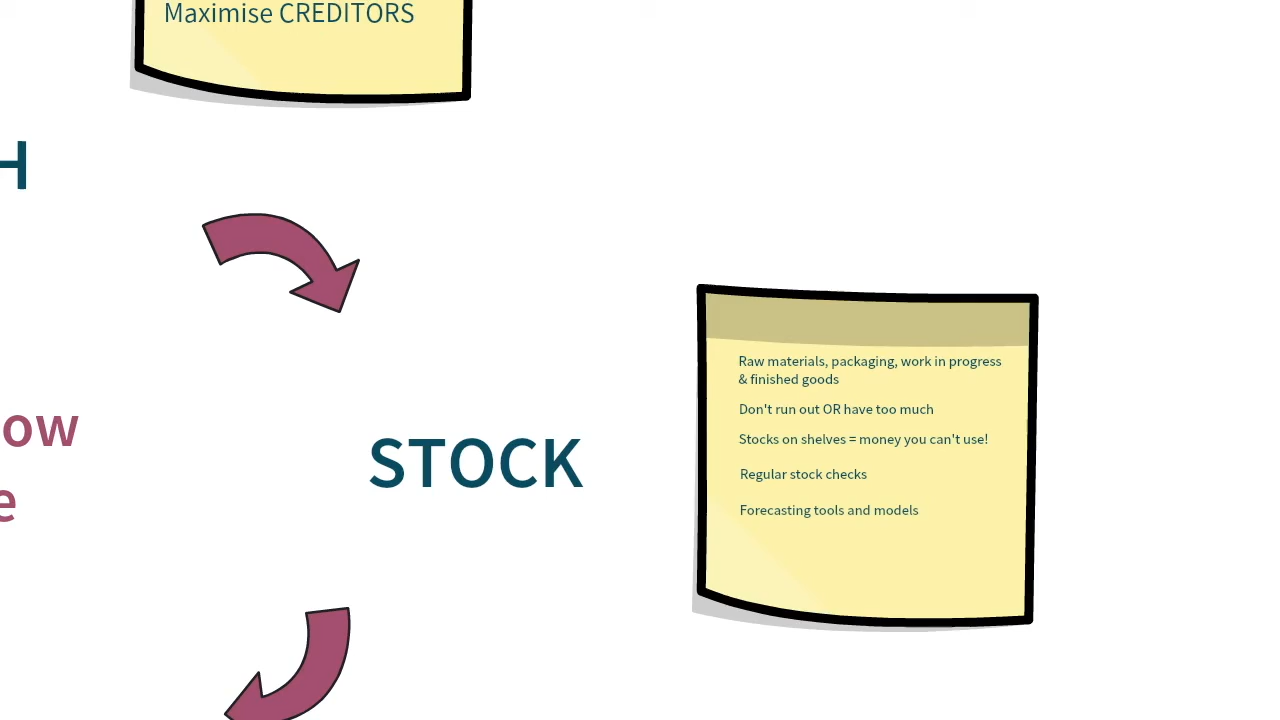 Maximise CREDITORS
H
ow
e
STOCK
Raw materials, packaging, work in progress
& finished goods
Don't run out OR have too much
Stocks on shelves = money you can't use!
Regular stock checks
Forecasting tools and models